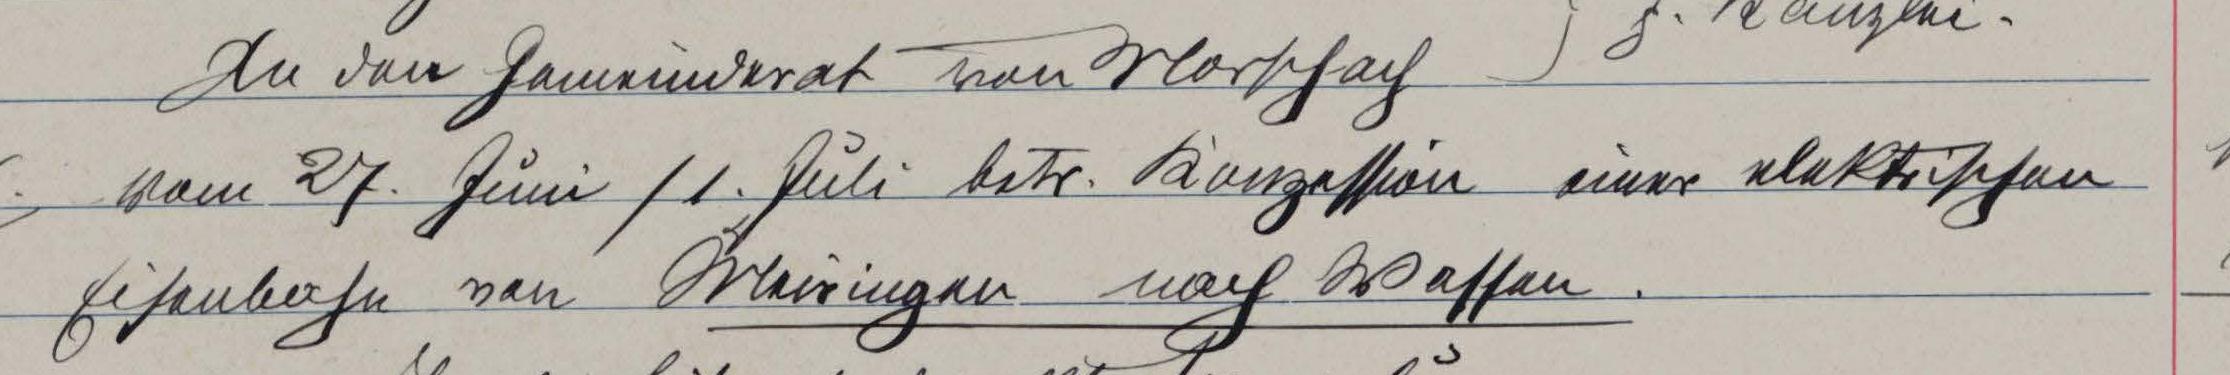 z. Kanzlei.
An den Gemeinderat von Morschach
vom 27. Juni / 1. Juli betr. Konzession einer elektrischen
Eisenbahn von Meiringen nach Wassen.